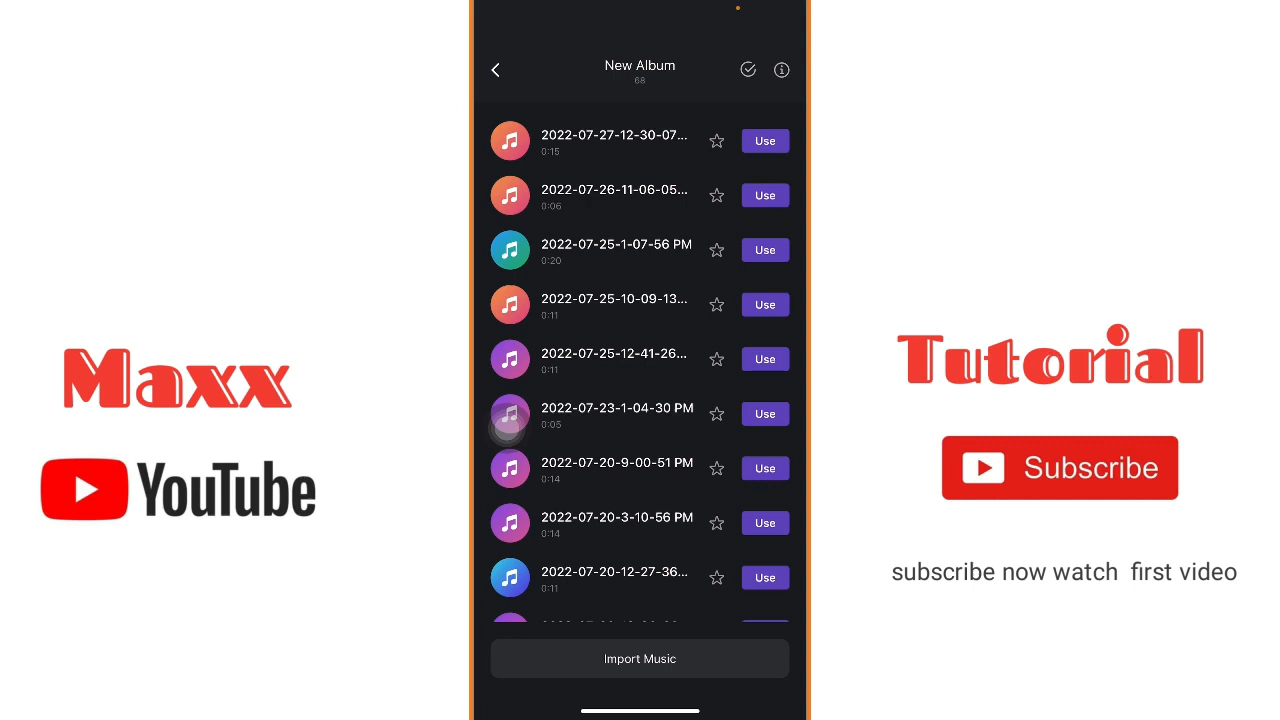 New Album
68
2022-07-27-12-30-07...
0:15
Use
2022-07-26-11-06-05...
0:06
Use
2022-07-25-1-07-56 PM
0:20
Use
2022-07-25-10-09-13...
0:11
Use
2022-07-25-12-41-26...
0:11
Use
2022-07-23-1-04-30 PM
0:05
Use
2022-07-20-9-00-51 PM
0:14
Use
2022-07-20-3-10-56 PM
0:14
Use
2022-07-20-12-27-36...
0:11
Use
Import Music
Maxx
YouTube
Tutorial
Subscribe
subscribe now watch first video